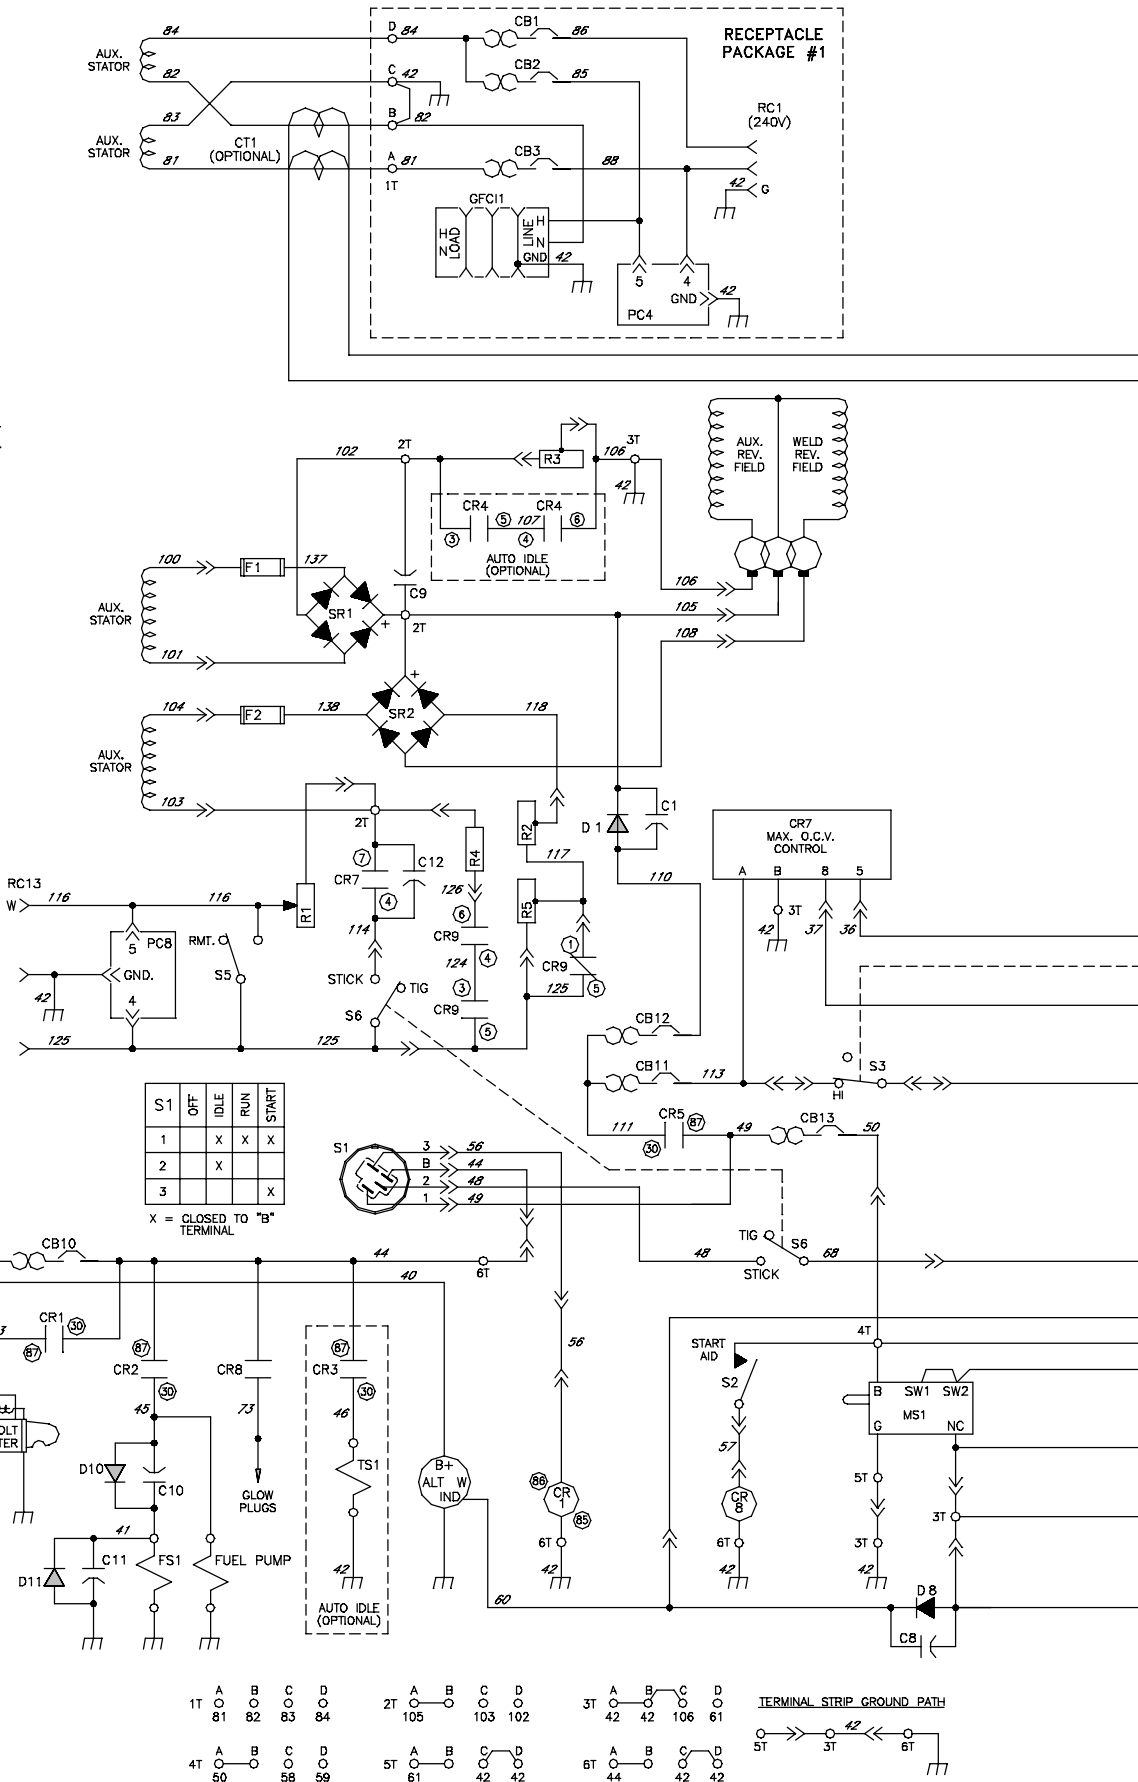 84 D 84 CB1 86
RECEPTACLE
PACKAGE #1
AUX.
STATOR
82 C 42 CB2 85
83 B 82
RC1
(240V)
AUX.
STATOR
CT1
(OPTIONAL)
81 A 81 CB3 88
1T
42 G
GFCI1
H
N
LOAD
LINE
H
N
GND 42
5 4
GND 42
PC4
AUX.
REV.
FIELD
WELD
REV.
FIELD
102 2T R3 106 3T
42
CR4 5 107 CR4 6
3 4
AUTO IDLE
(OPTIONAL)
100 F1 137
C9
106
AUX.
STATOR
SR1 + 2T 105
101 108
+
104 F2 138 SR2 118
AUX.
STATOR
103 2T
R2 D1 C1
CR7
MAX. O.C.V.
CONTROL
7 C12 R4 117
CR7 4 126 110
A B 8 5
RC13
W 116 116 R1
R5
114 6
3T
42 37 36
5 PC8 RMT. CR9 1
GND. S5 STICK 124 4 CR9
42 4 TIG 3 125 5
S6 CR9
5
125 125
CB12
CB11 113 S3
HI
S1 OFF IDLE RUN START
1 X X X
2 X
3 X
X = CLOSED TO "B"
TERMINAL
S1
3 56
B 44
2 48
1 49
111 CR5 87 49 CB13 50
30
CB10 44 6T
40
48 TIG S6 68
STICK
3 CR1 30
87
87 CR2 30
CR8
87 CR3 30
56
START
AID
S2
4T
B SW1 SW2
MS1
G NC
45 73 46
57
D10 C10
GLOW
PLUGS
TS1
B+
ALT W
IND
86 CR
1 85
CR
8
5T
3T
41
D11 C11 FS1 FUEL PUMP
42
6T
42
6T
42
3T
42
AUTO IDLE
(OPTIONAL)
60 D8
C8
A B C D
1T
81 82 83 84
A B C D
2T
105 103 102
A B C D
3T
42 42 106 61
TERMINAL STRIP GROUND PATH
42
5T 3T 6T
A B C D
4T
50 58 59
A B C D
5T
61 42 42
A B C D
6T
44 42 42